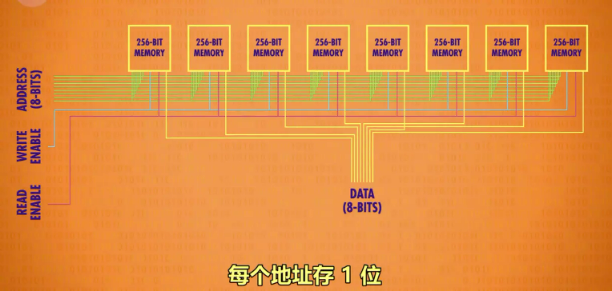 256-BIT
MEMORY
256-BIT
MEMORY
256-BIT
MEMORY
256-BIT
MEMORY
256-BIT
MEMORY
256-BIT
MEMORY
256-BIT
MEMORY
256-BIT
MEMORY
ADDRESS
(8-BITS)
WRITE
ENABLE
READ
ENABLE
DATA
(8-BITS)
每个地址存 1 位